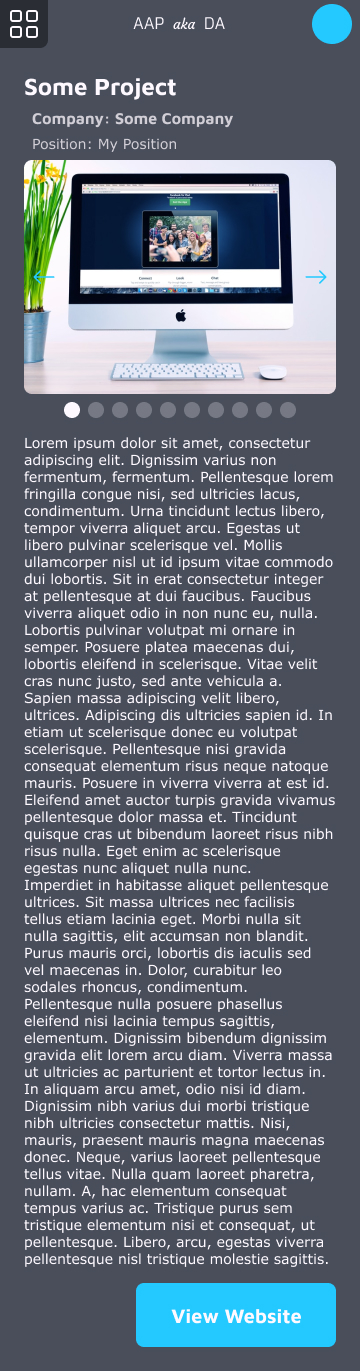 AAP aka DA
Some Project
Company: Some Company
Position: My Position
Lorem ipsum dolor sit amet, consectetur
adipiscing elit. Dignissim varius non
fermentum, fermentum. Pellentesque lorem
fringilla congue nisi, sed ultricies lacus,
condimentum. Urna tincidunt lectus libero,
tempor viverra aliquet arcu. Egestas ut
libero pulvinar scelerisque vel. Mollis
ullamcorper nisl ut id ipsum vitae commodo
dui lobortis. Sit in erat consectetur integer
at pellentesque at dui faucibus. Faucibus
viverra aliquet odio in non nunc eu, nulla.
Lobortis pulvinar volutpat mi ornare in
semper. Posuere platea maecenas dui,
lobortis eleifend in scelerisque. Vitae velit
cras nunc justo, sed ante vehicula a.
Sapien massa adipiscing velit libero,
ultrices. Adipiscing dis ultricies sapien id. In
etiam ut scelerisque donec eu volutpat
scelerisque. Pellentesque nisi gravida
consequat elementum risus neque natoque
mauris. Posuere in viverra viverra at est id.
Eleifend amet auctor turpis gravida vivamus
pellentesque dolor massa et. Tincidunt
quisque cras ut bibendum laoreet risus nibh
risus nulla. Eget enim ac scelerisque
egestas nunc aliquet nulla nunc.
Imperdiet in habitasse aliquet pellentesque
ultrices. Sit massa ultrices nec facilisis
tellus etiam lacinia eget. Morbi nulla sit
nulla sagittis, elit accumsan non blandit.
Purus mauris orci, lobortis dis iaculis sed
vel maecenas in. Dolor, curabitur leo
sodales rhoncus, condimentum.
Pellentesque nulla posuere phasellus
eleifend nisi lacinia tempus sagittis,
elementum. Dignissim bibendum dignissim
gravida elit lorem arcu diam. Viverra massa
ut ultricies ac parturient et tortor lectus in.
In aliquam arcu amet, odio nisi id diam.
Dignissim nibh varius dui morbi tristique
nibh ultricies consectetur mattis. Nisi,
mauris, praesent mauris magna maecenas
donec. Neque, varius laoreet pellentesque
tellus vitae. Nulla quam laoreet pharetra,
nullam. A, hac elementum consequat
tempus varius ac. Tristique purus sem
tristique elementum nisi et consequat, ut
pellentesque. Libero, arcu, egestas viverra
pellentesque nisl tristique molestie sagittis.
View Website